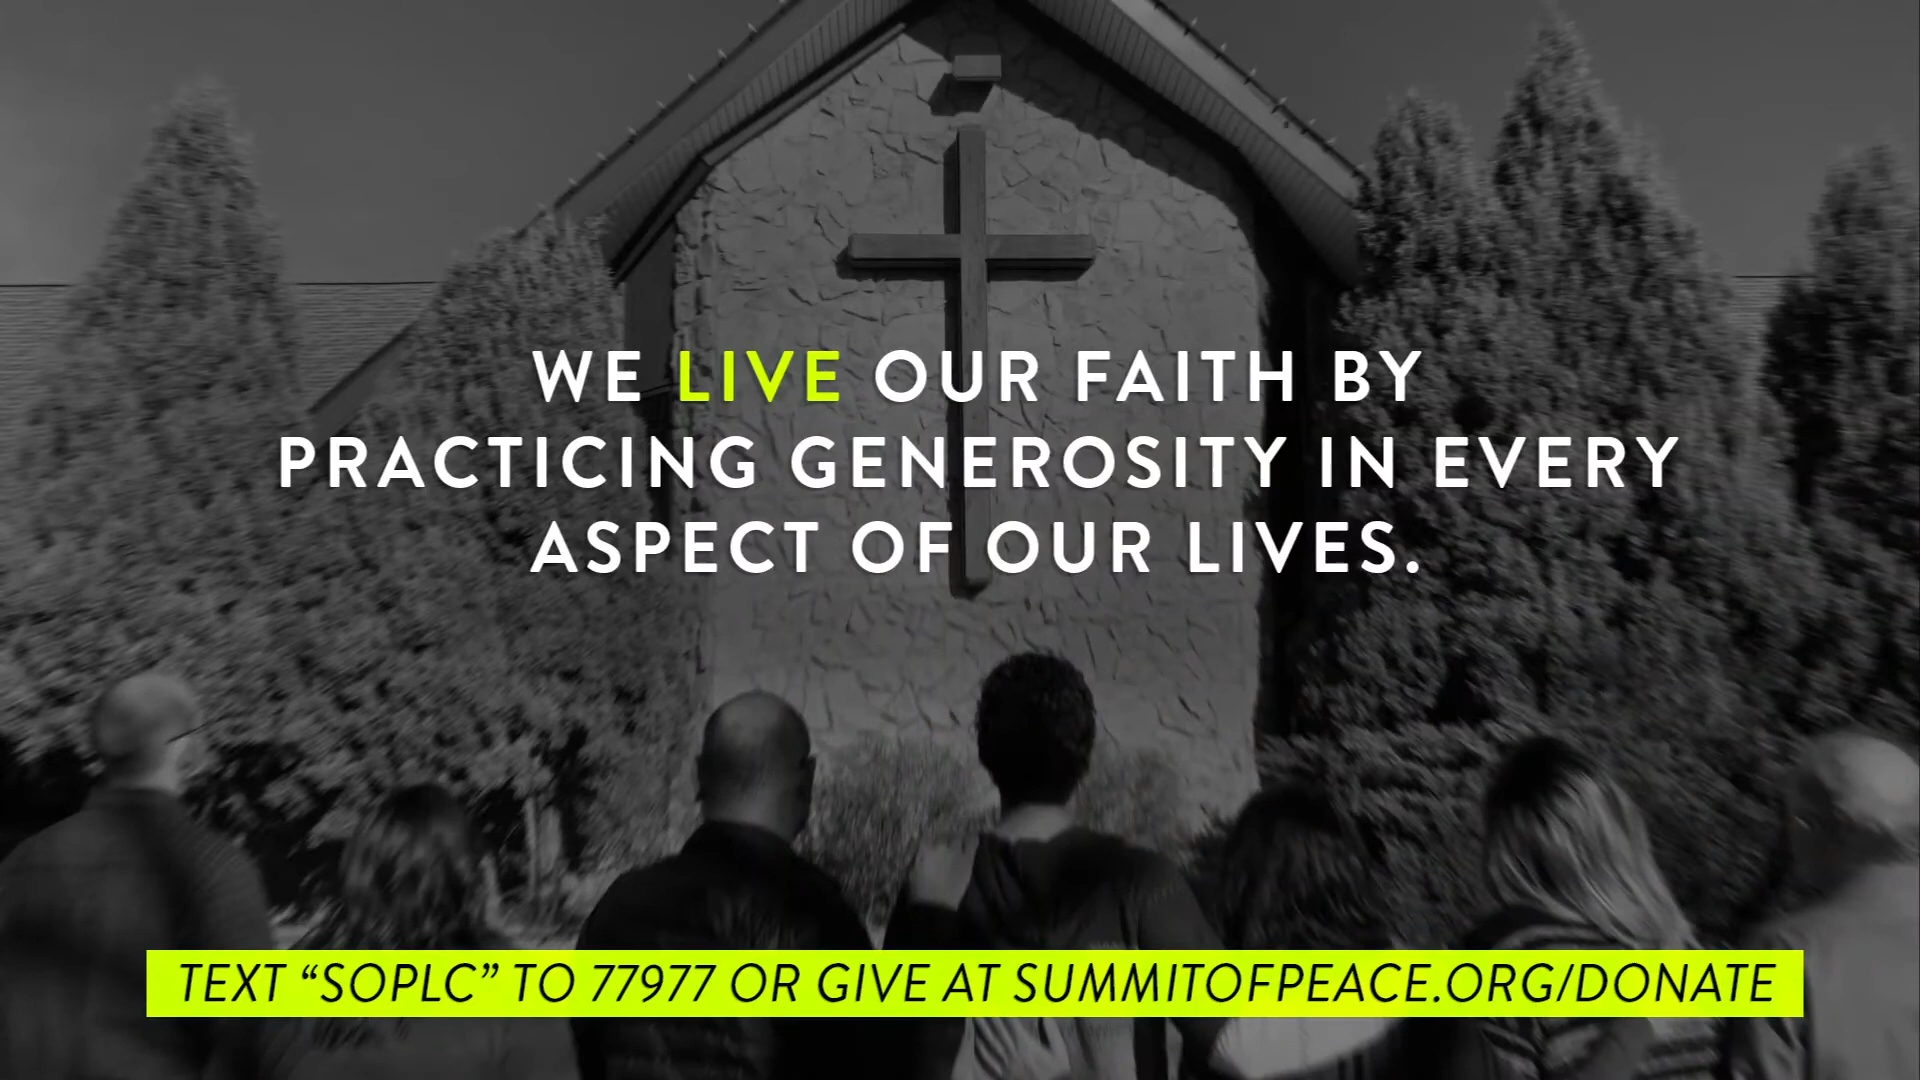 WE LIVE OUR FAITH BY
PRACTICING GENEROSITY IN EVERY
ASPECT OF OUR LIVES.
TEXT “SOPLC” TO 77977 OR GIVE AT SUMMITOFPEACE.ORG/DONATE